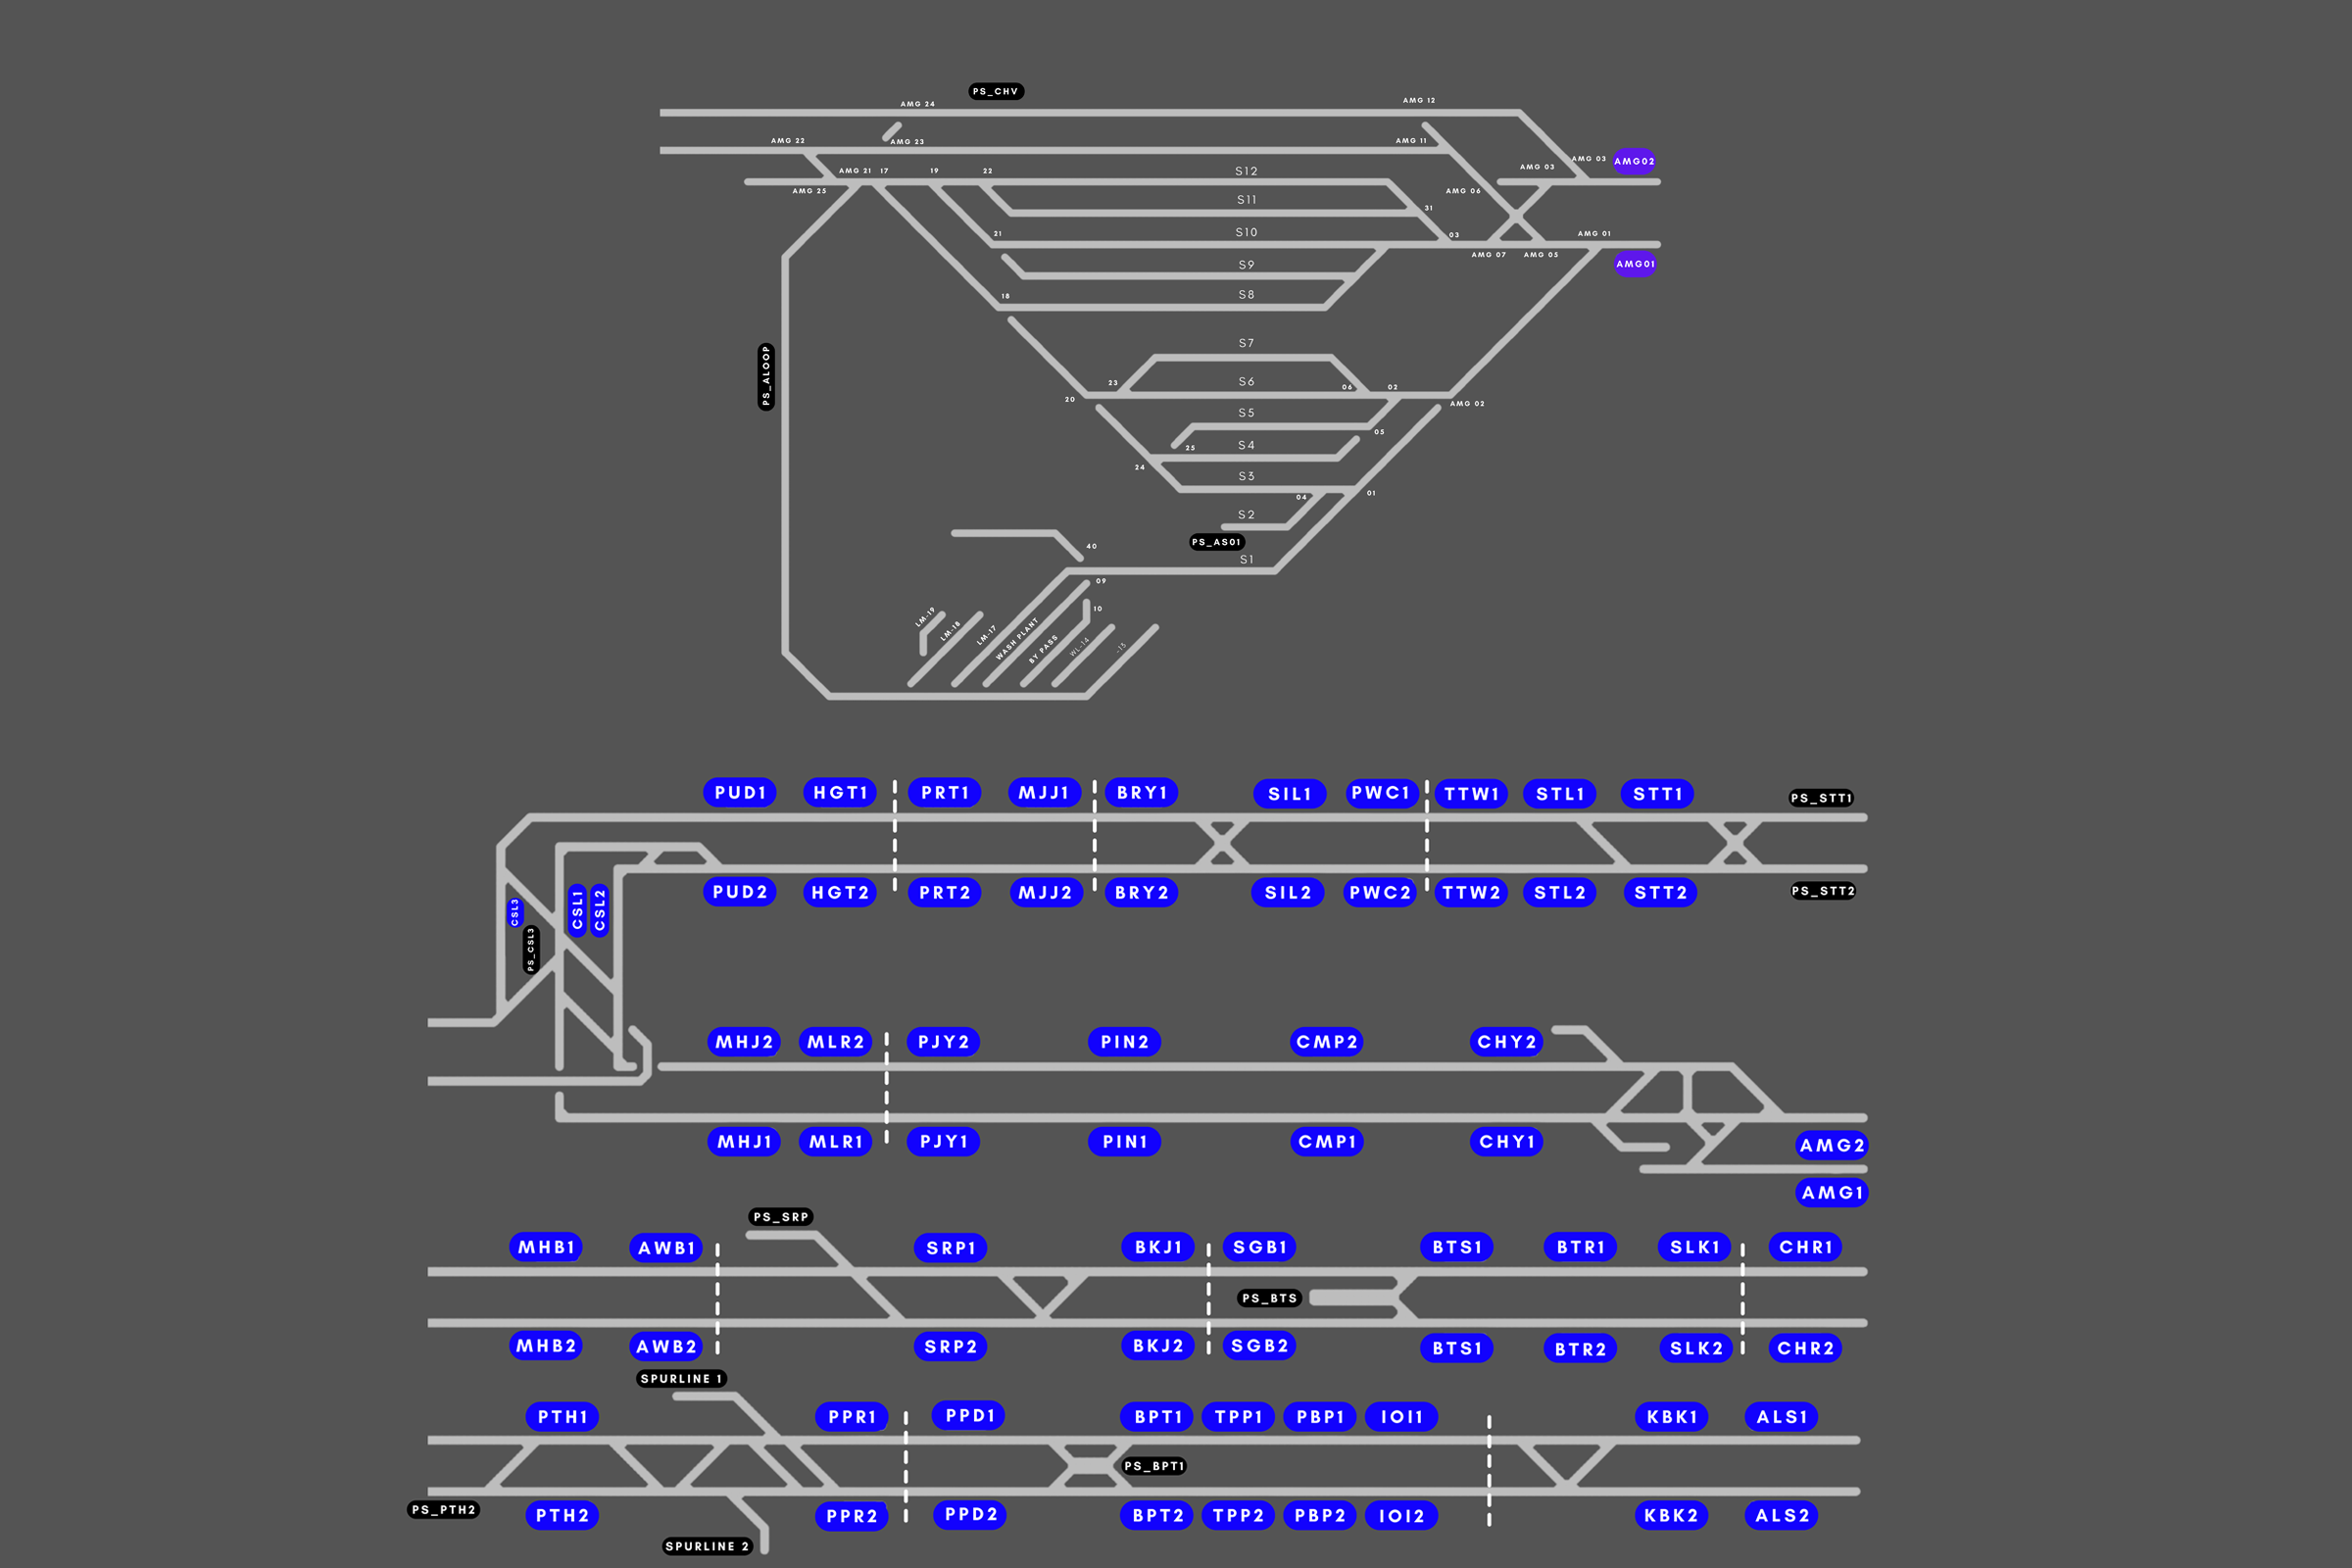 PS_CHV
AMG 24
AMG 12
AMG 22
AMG 23
AMG 11
AMG 03
AMG 03
AMG02
AMG 21
17
19
22
S12
AMG 25
AMG 06
S11
31
21
S10
03
AMG 01
AMG 07
AMG 05
AMG01
S9
18
S8
PS_ALOOP
S7
23
S6
06
02
20
AMG 02
S5
05
25
S4
24
S3
04
01
S2
PS_AS01
40
S1
09
10
LM-19
LM-18
LM-17
WASH PLANT
BY PASS
WL-14
-15
PUD1
HGT1
PRT1
MJJ1
BRY1
SIL1
PWC1
TTW1
STL1
STT1
PS_STT1
PUD2
HGT2
PRT2
MJJ2
BRY2
SIL2
PWC2
TTW2
STL2
STT2
PS_STT2
CSL3
PS_CSL3
CSL1
CSL2
MHJ2
MLR2
PJY2
PIN2
CMP2
CHY2
MHJ1
MLR1
PJY1
PIN1
CMP1
CHY1
AMG2
AMG1
PS_SRP
MHB1
AWB1
SRP1
BKJ1
SGB1
BTS1
BTR1
SLK1
CHR1
PS_BTS
MHB2
AWB2
SRP2
BKJ2
SGB2
BTS1
BTR2
SLK2
CHR2
SPURLINE 1
PTH1
PPR1
PPD1
BPT1
TPP1
PBP1
IOI1
KBK1
ALS1
PS_BPT1
PS_PTH2
PTH2
PPR2
PPD2
BPT2
TPP2
PBP2
IOI2
KBK2
ALS2
SPURLINE 2